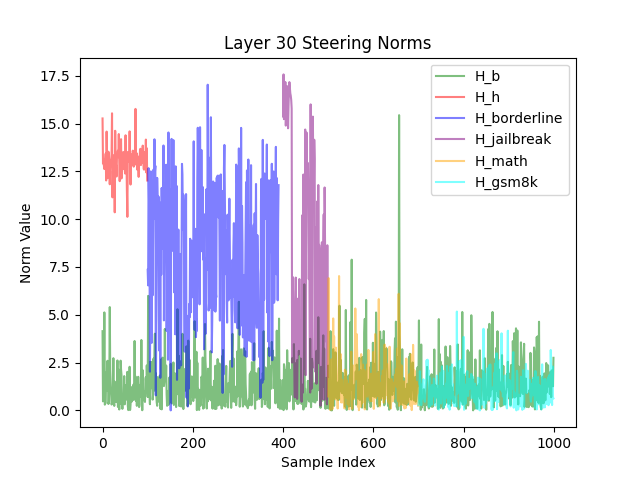 Layer 30 Steering Norms
Norm Value
17.5
15.0
12.5
10.0
7.5
5.0
2.5
0.0
H_b
H_h
H_borderline
H_jailbreak
H_math
H_gsm8k
0
200
400
600
800
1000
Sample Index